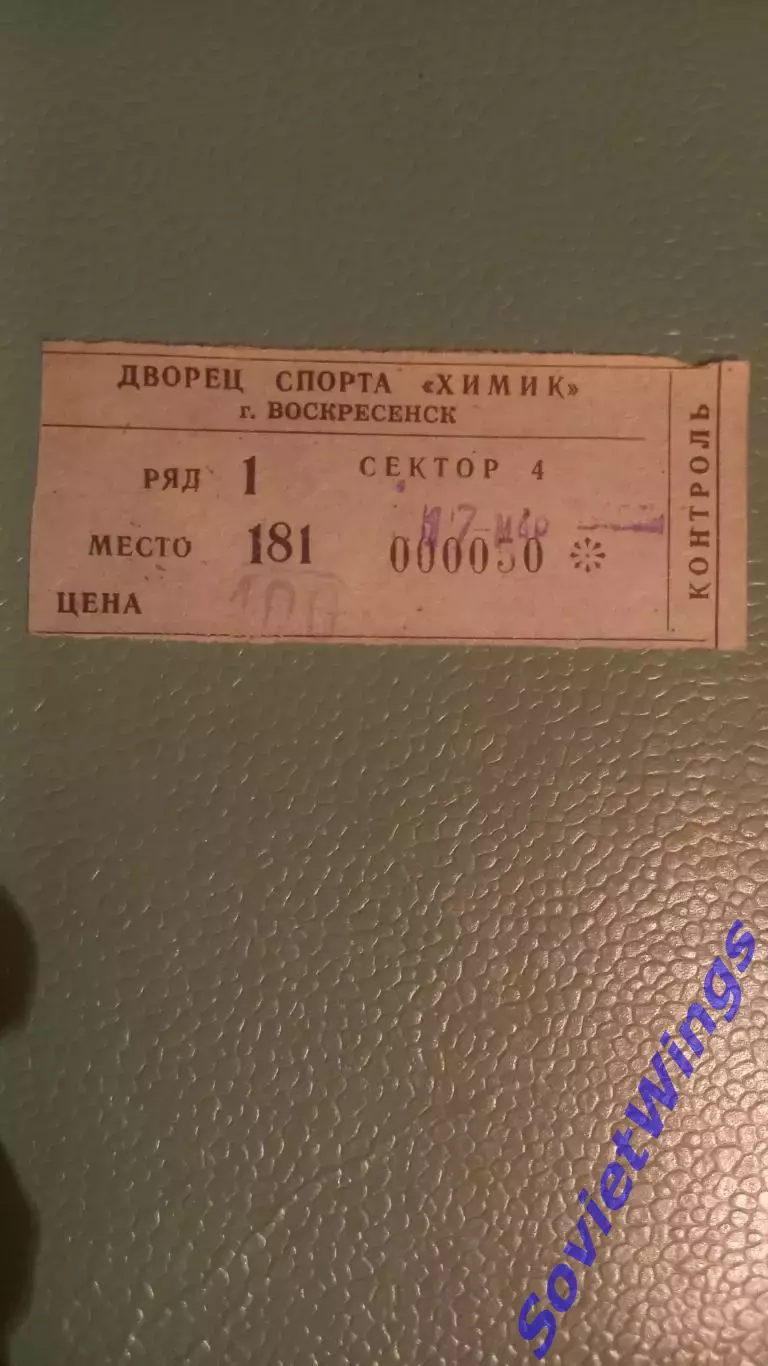 ДВОРЕЦ СПОРТА «ХИМИК»
г. ВОСКРЕСЕНСК
РЯД 1 СЕКТОР 4
МЕСТО 181 000050
ЦЕНА
КОНТРОЛЬ
SovietWings